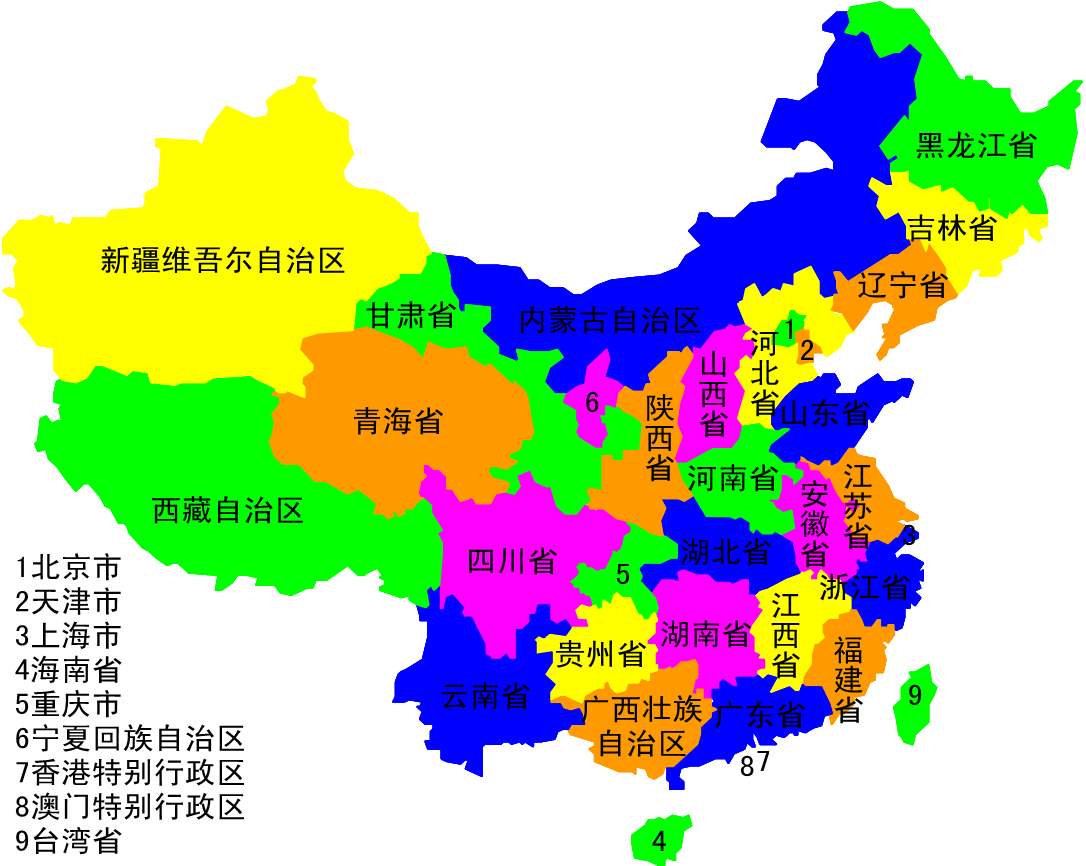 黑龙江省
吉林省
辽宁省
新疆维吾尔自治区
甘肃省
内蒙古自治区
1
2
河北省
山西省
陕西省
6
青海省
山东省
西藏自治区
河南省
江苏省
安徽省
3
四川省
5
湖北省
浙江省
湖南省
江西省
贵州省
福建省
云南省
广西壮族
自治区
广东省
9
8
7
4
1北京市
2天津市
3上海市
4海南省
5重庆市
6宁夏回族自治区
7香港特别行政区
8澳门特别行政区
9台湾省